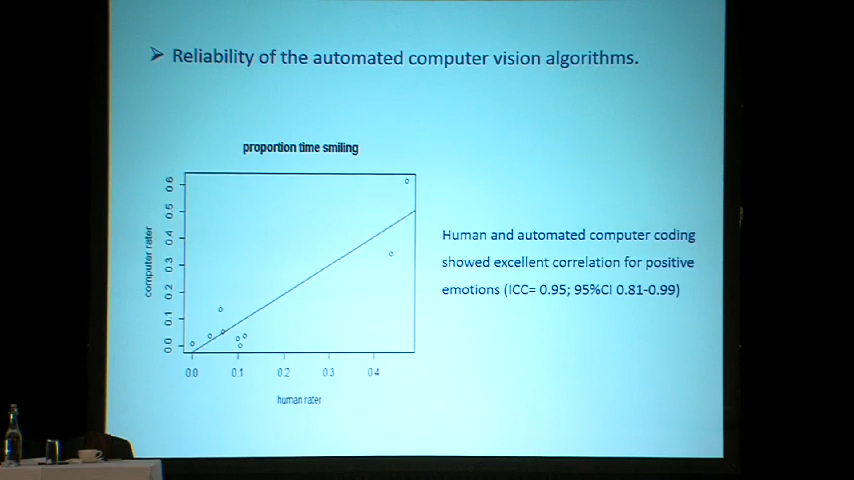 Reliability of the automated computer vision algorithms.
proportion time smiling
computer rater
0.0 0.1 0.2 0.3 0.4 0.5 0.6
0.0 0.1 0.2 0.3 0.4
human rater
Human and automated computer coding
showed excellent correlation for positive
emotions (ICC= 0.95; 95%CI 0.81-0.99)